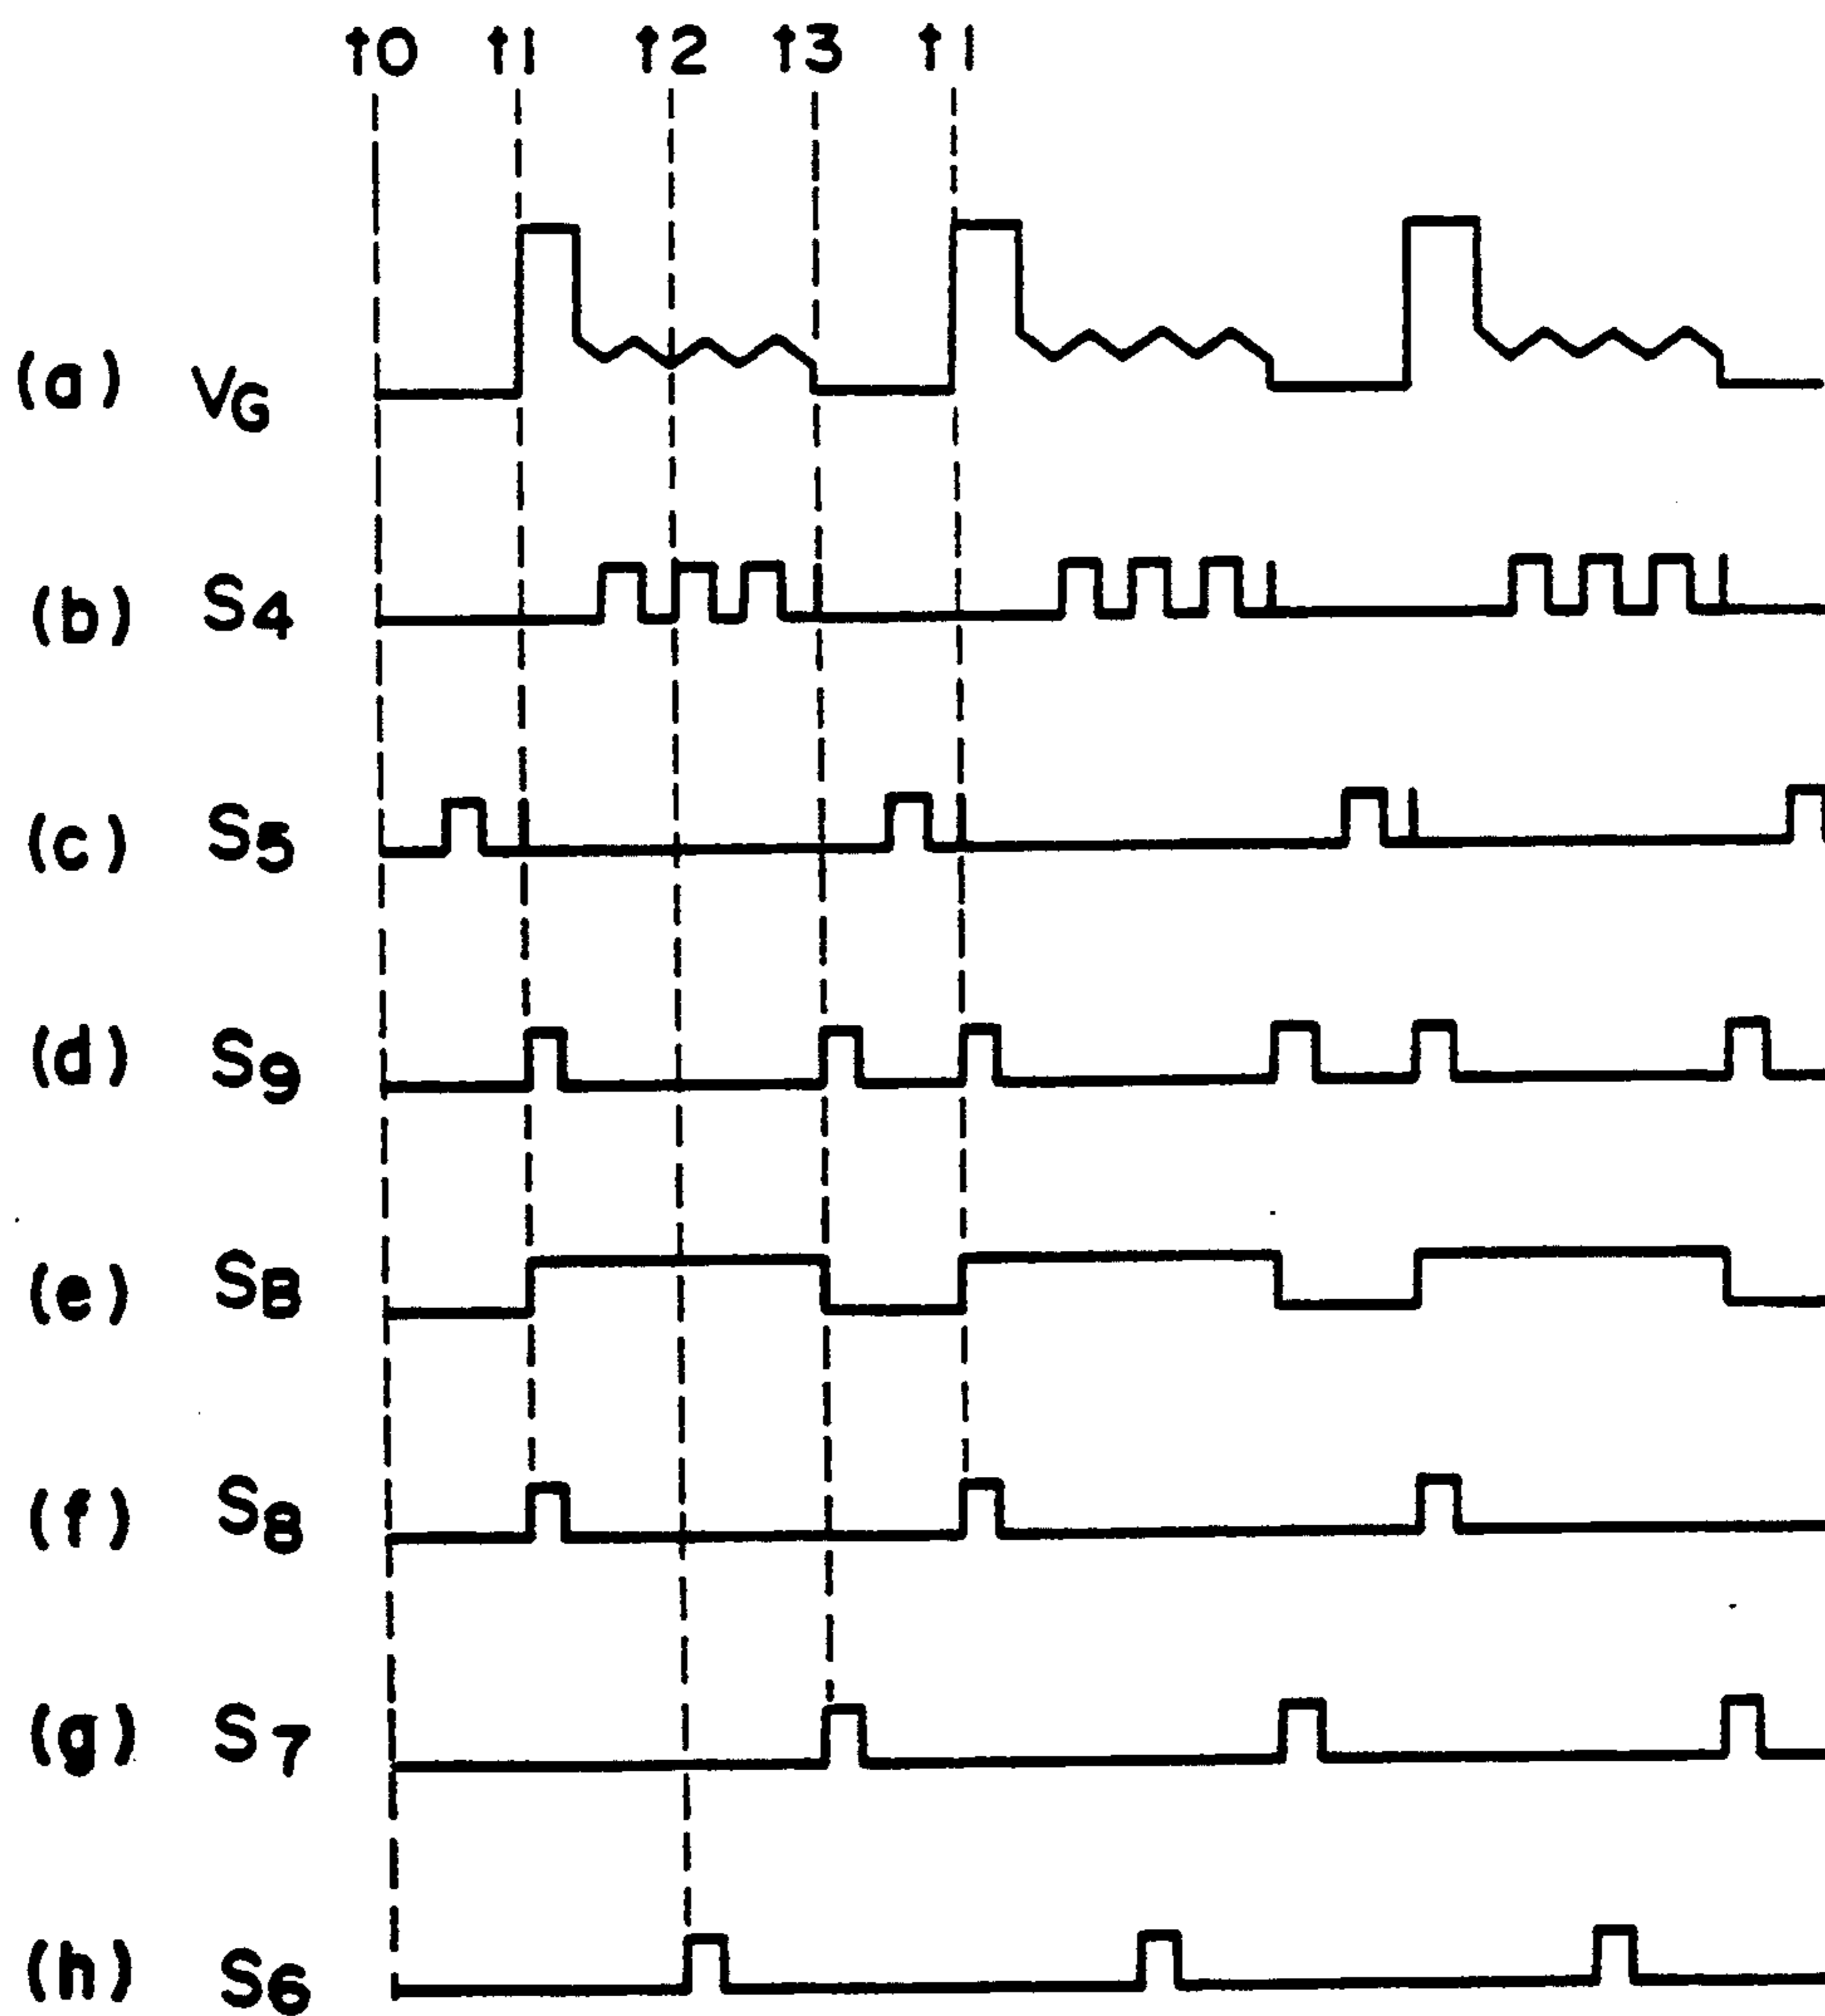 t0 t1 t2 t3 t1
(a) VG
(b) S4
(c) S5
(d) S9
(e) SB
(f) S8
(g) S7
(h) S6